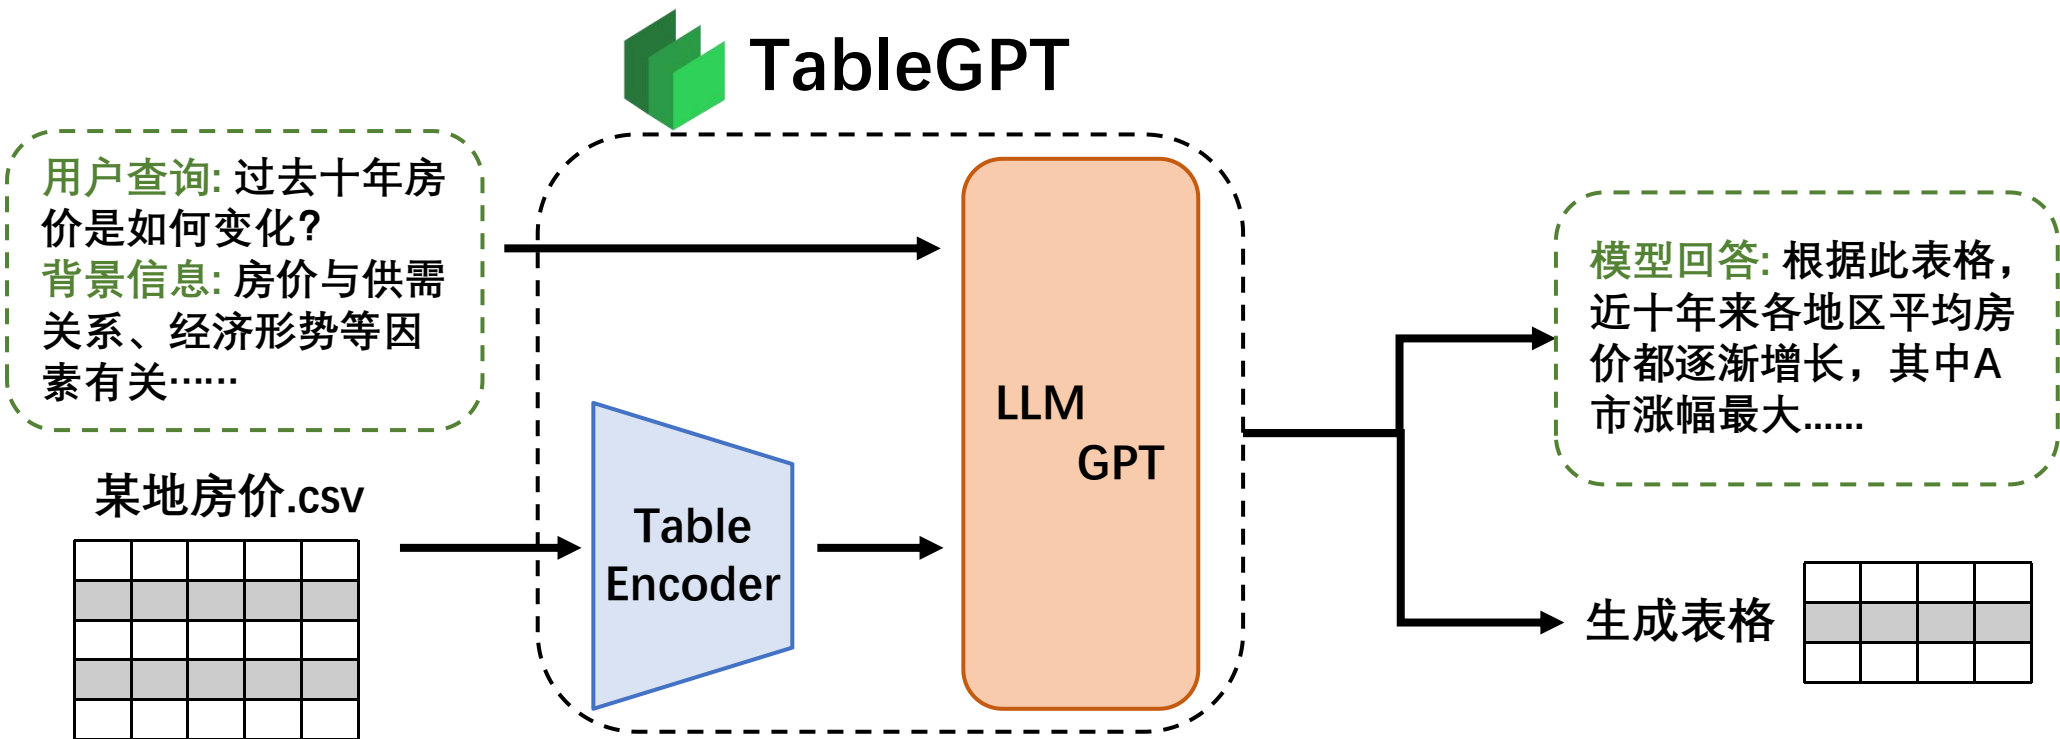 TableGPT
用户查询: 过去十年房
价是如何变化?
背景信息: 房价与供需
关系、经济形势等因
素有关……
某地房价.csv
Table
Encoder
LLM
GPT
模型回答: 根据此表格，
近十年来各地区平均房
价都逐渐增长，其中A
市涨幅最大......
生成表格